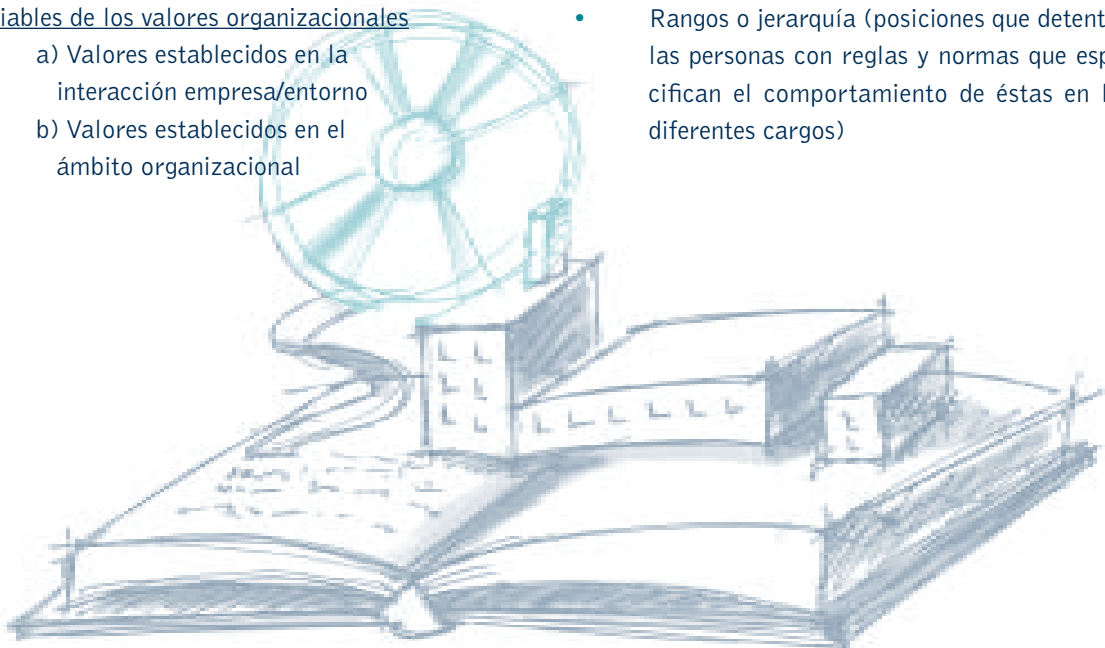 iables de los valores organizacionales
a) Valores establecidos en la
interacción empresa/entorno
b) Valores establecidos en el
ámbito organizacional
• Rangos o jerarquía (posiciones que detent
las personas con reglas y normas que esp
cifican el comportamiento de éstas en l
diferentes cargos)